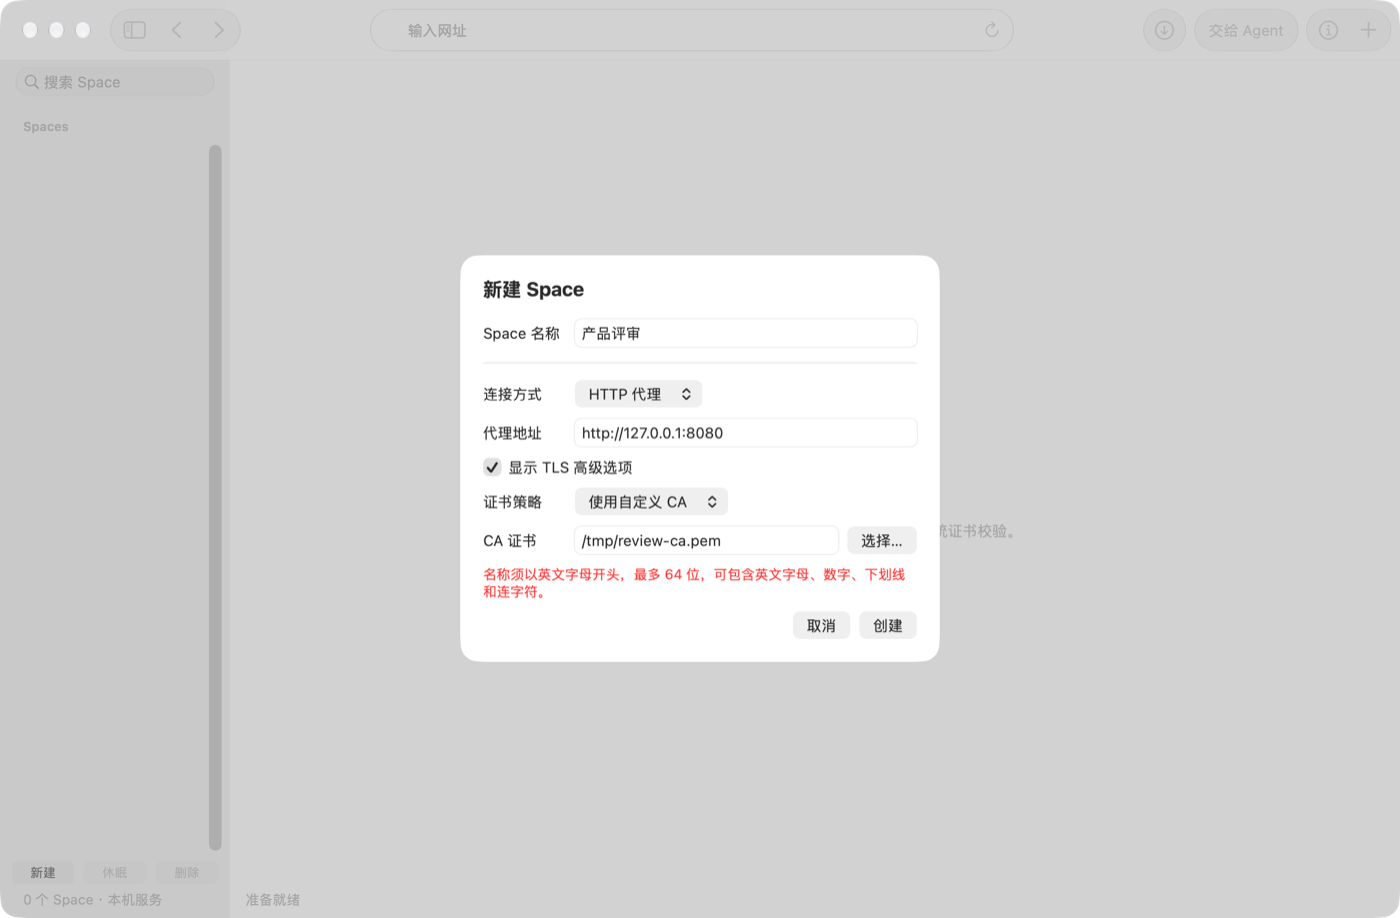 输入网址
交给 Agent
搜索 Space
Spaces
新建 Space
Space 名称
产品评审
连接方式
HTTP 代理
代理地址
http://127.0.0.1:8080
显示 TLS 高级选项
证书策略
使用自定义 CA
CA 证书
/tmp/review-ca.pem
选择...
统证书校验。
名称须以英文字母开头，最多 64 位，可包含英文字母、数字、下划线
和连字符。
取消
创建
新建
休眠
删除
0 个 Space · 本机服务
准备就绪